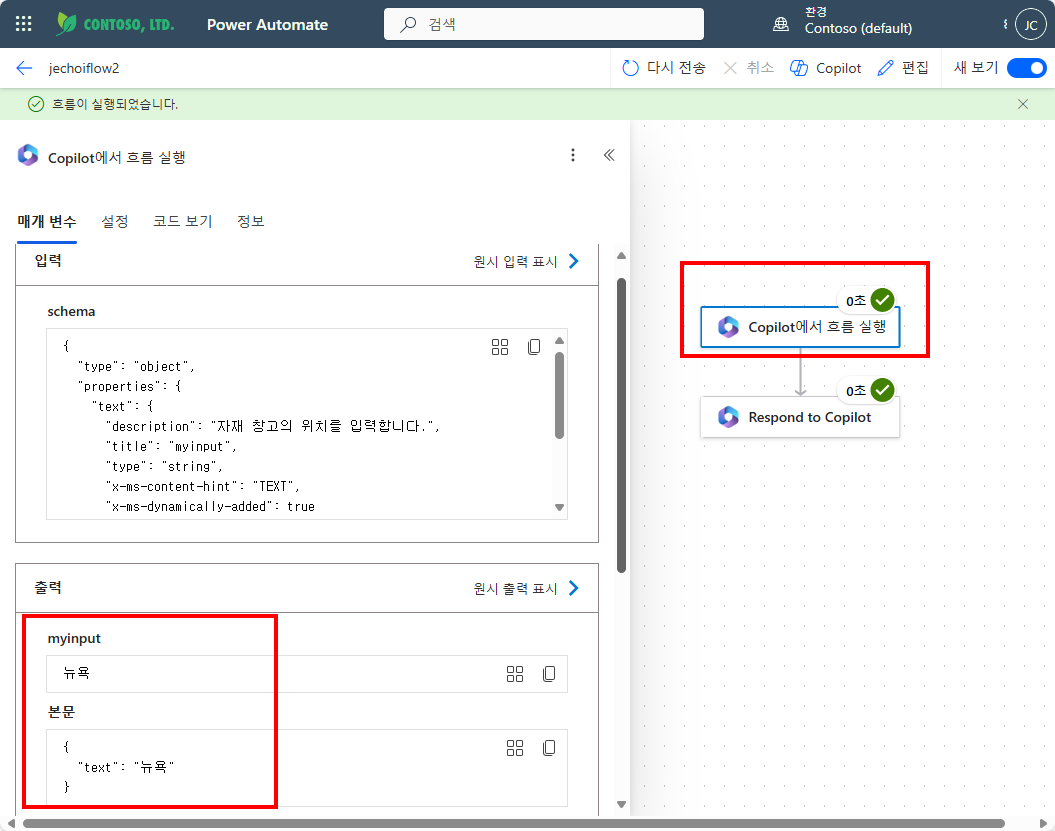 CONTOSO, LTD.
Power Automate
검색
환경
Contoso (default)
JC
jechoiflow2
다시 전송
취소
Copilot
편집
새 보기
흐름이 실행되었습니다.
Copilot에서 흐름 실행
매개 변수
설정
코드 보기
정보
입력
원시 입력 표시
schema
{
"type": "object",
"properties": {
"text": {
"description": "자재 창고의 위치를 입력합니다.",
"title": "myinput",
"type": "string",
"x-ms-content-hint": "TEXT",
"x-ms-dynamically-added": true
출력
원시 출력 표시
myinput
뉴욕
본문
{
"text": "뉴욕"
}
0초
Copilot에서 흐름 실행
0초
Respond to Copilot